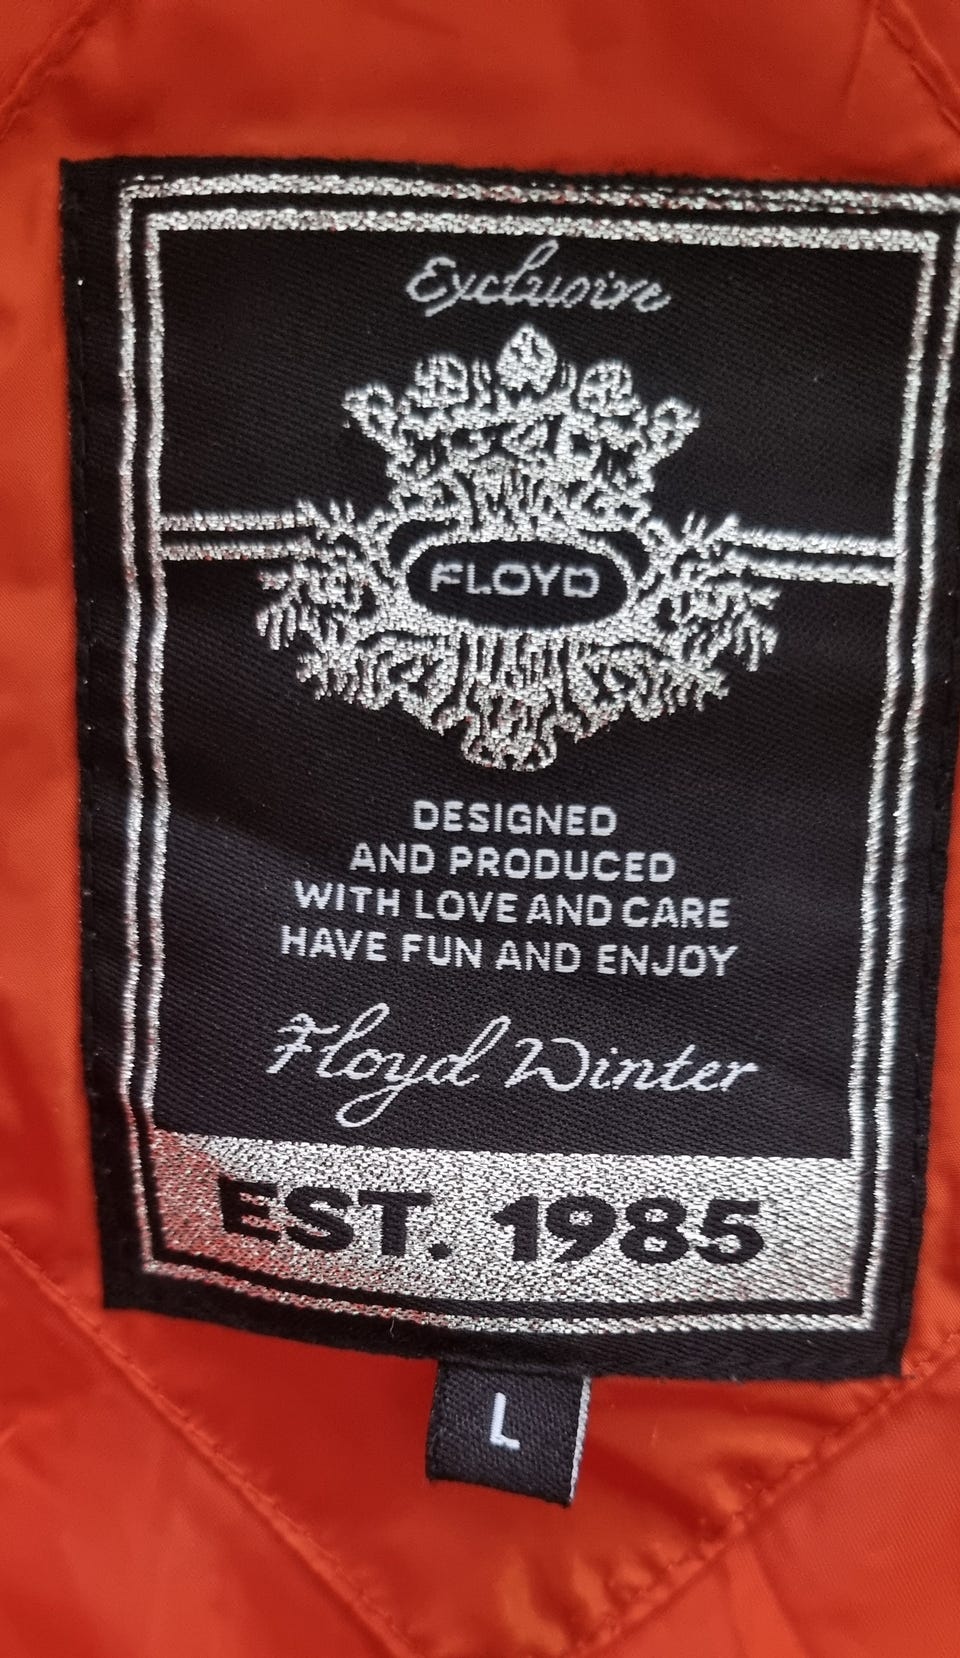 Exclusive
FLOYD
DESIGNED
AND PRODUCED
WITH LOVE AND CARE
HAVE FUN AND ENJOY
Floyd Winter
EST. 1985
L